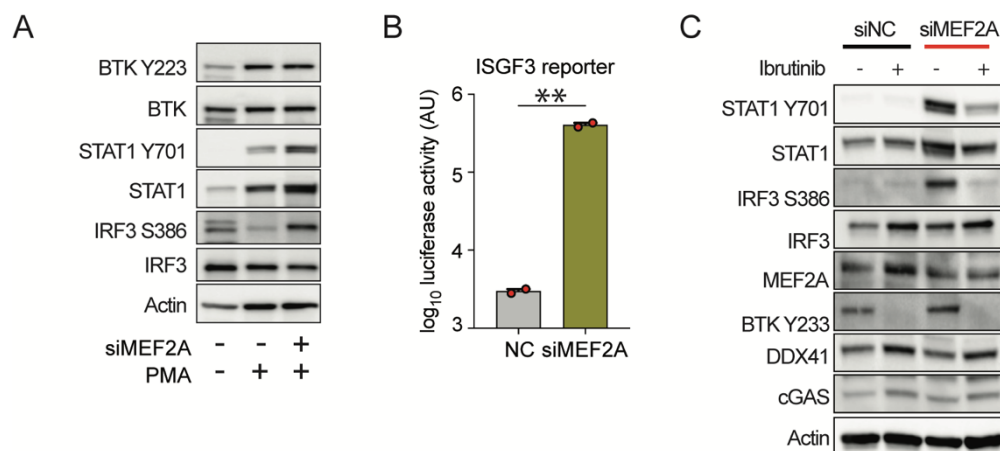 A
BTK Y223
BTK
STAT1 Y701
STAT1
IRF3 S386
IRF3
Actin
siMEF2A - - +
PMA - + +
B
ISGF3 reporter
**
log10 luciferase activity (AU)
6
5
4
3
NC siMEF2A
C
siNC siMEF2A
Ibrutinib - + - +
STAT1 Y701
STAT1
IRF3 S386
IRF3
MEF2A
BTK Y233
DDX41
cGAS
Actin